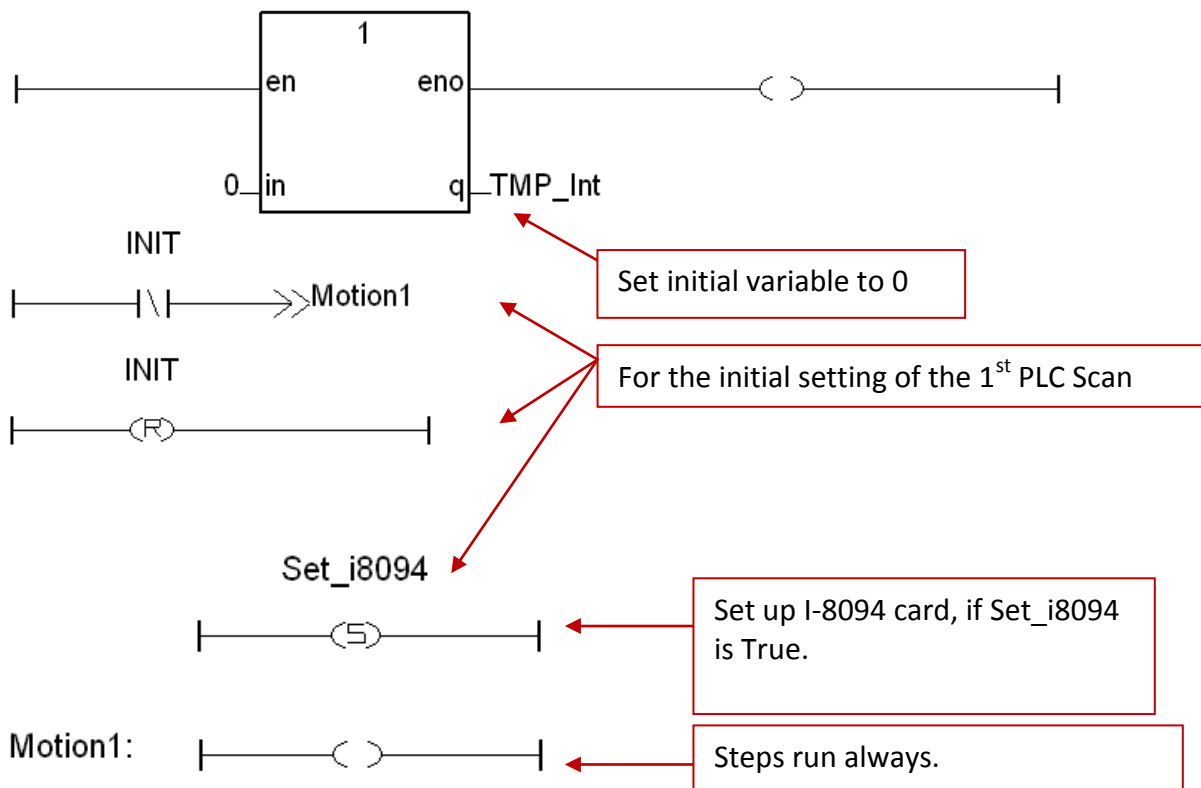 1
en eno
0 in q TMP_Int
Set initial variable to 0
INIT
Motion1
For the initial setting of the 1st PLC Scan
INIT
R
Set_i8094
S
Set up I-8094 card, if Set_i8094
is True.
Motion1:
Steps run always.